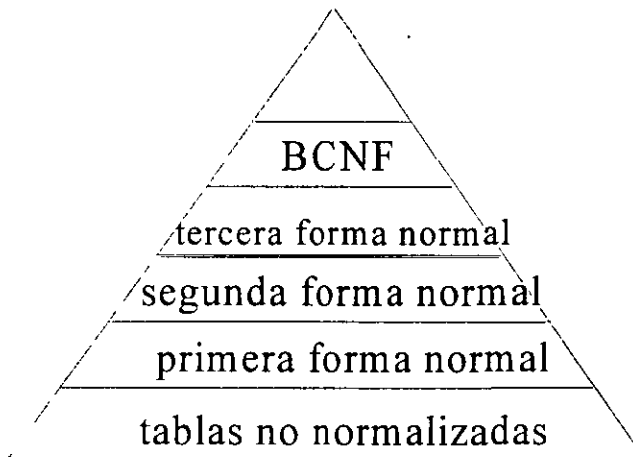 BCNF
tercera forma normal
segunda forma normal
primera forma normal
tablas no normalizadas